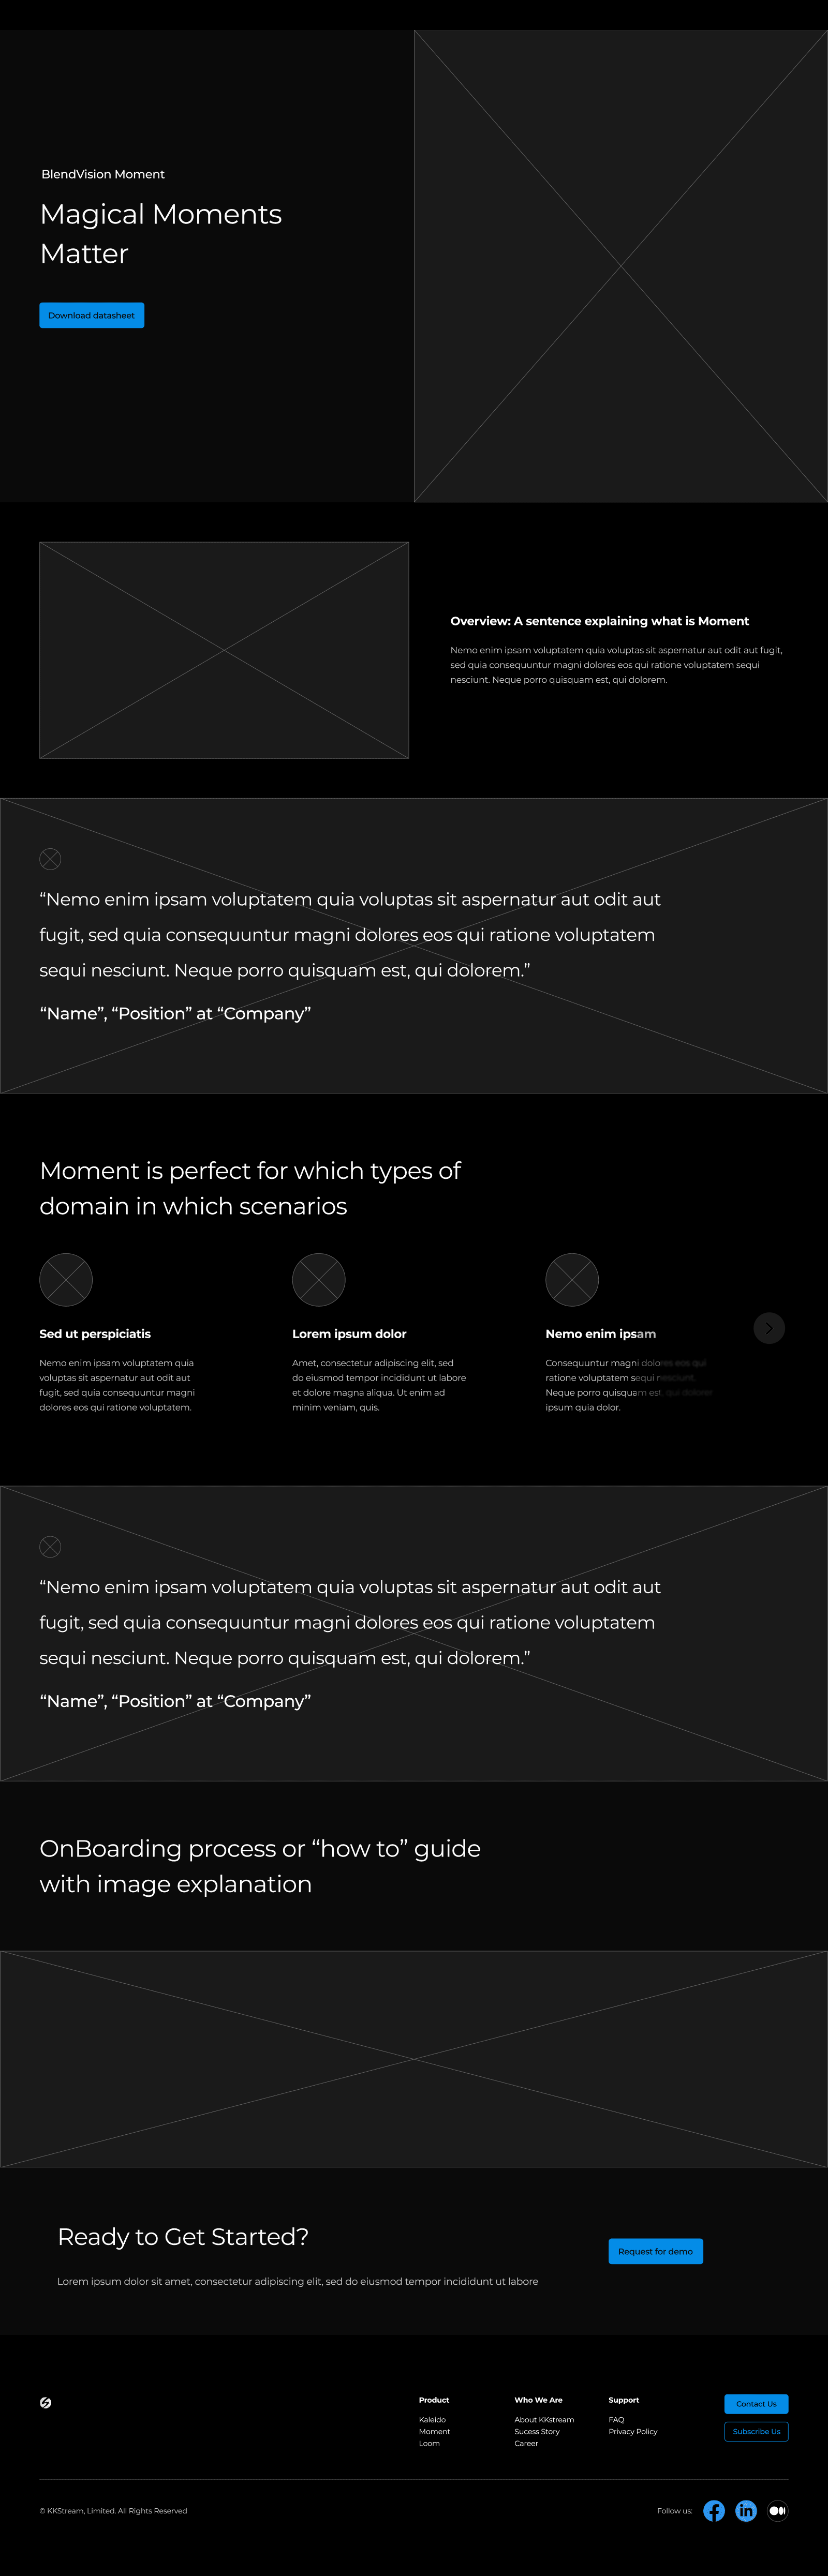 BlendVision Moment
Magical Moments
Matter
Download datasheet
Overview: A sentence explaining what is Moment
Nemo enim ipsam voluptatem quia voluptas sit aspernatur aut odit aut fugit,
sed quia consequuntur magni dolores eos qui ratione voluptatem sequi
nesciunt. Neque porro quisquam est, qui dolorem.
“Nemo enim ipsam voluptatem quia voluptas sit aspernatur aut odit aut
fugit, sed quia consequuntur magni dolores eos qui ratione voluptatem
sequi nesciunt. Neque porro quisquam est, qui dolorem.”
“Name”, “Position” at “Company”
Moment is perfect for which types of
domain in which scenarios
Sed ut perspiciatis
Nemo enim ipsam voluptatem quia
voluptas sit aspernatur aut odit aut
fugit, sed quia consequuntur magni
dolores eos qui ratione voluptatem.
Lorem ipsum dolor
Amet, consectetur adipiscing elit, sed
do eiusmod tempor incididunt ut labore
et dolore magna aliqua. Ut enim ad
minim veniam, quis.
Nemo enim ipsam
Consequuntur magni dolores eos qui
ratione voluptatem sequi nesciunt.
Neque porro quisquam est, qui dolorem
ipsum quia dolor.
“Nemo enim ipsam voluptatem quia voluptas sit aspernatur aut odit aut
fugit, sed quia consequuntur magni dolores eos qui ratione voluptatem
sequi nesciunt. Neque porro quisquam est, qui dolorem.”
“Name”, “Position” at “Company”
OnBoarding process or “how to” guide
with image explanation
Ready to Get Started?
Lorem ipsum dolor sit amet, consectetur adipiscing elit, sed do eiusmod tempor incididunt ut labore
Request for demo
Product
Kaleido
Moment
Loom
Who We Are
About KKstream
Sucess Story
Career
Support
FAQ
Privacy Policy
Contact Us
Subscribe Us
© KKStream, Limited. All Rights Reserved
Follow us: